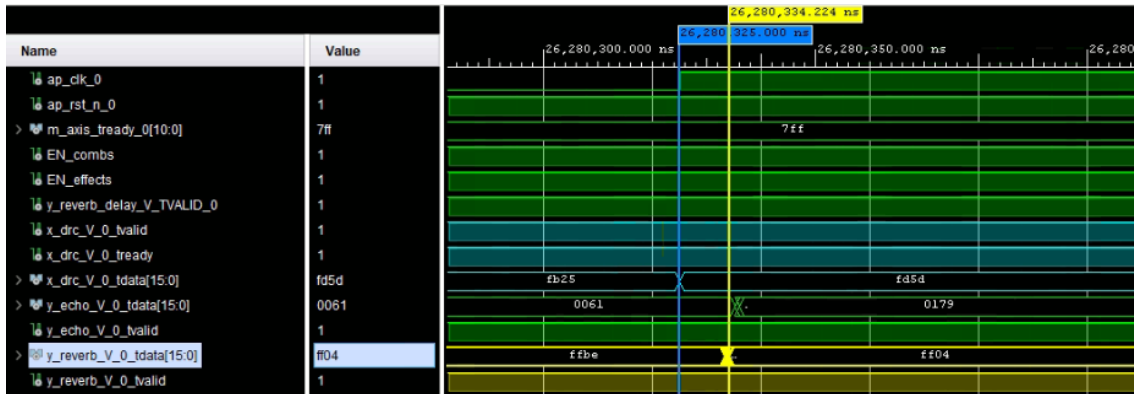 26,280,334.224 ns
26,280,325.000 ns
Name Value 26,280,300.000 ns 26,280,350.000 ns 26,280
ap_clk_0 1
ap_rst_n_0 1
m_axis_tready_0[10:0] 7ff 7ff
EN_combs 1
EN_effects 1
y_reverb_delay_V_TVALID_0 1
x_drc_V_0_tvalid 1
x_drc_V_0_tready 1
x_drc_V_0_tdata[15:0] fd5d fb25 fd5d
y_echo_V_0_tdata[15:0] 0061 0061 0179
y_echo_V_0_tvalid 1
y_reverb_V_0_tdata[15:0] ff04 ffbe ff04
y_reverb_V_0_tvalid 1